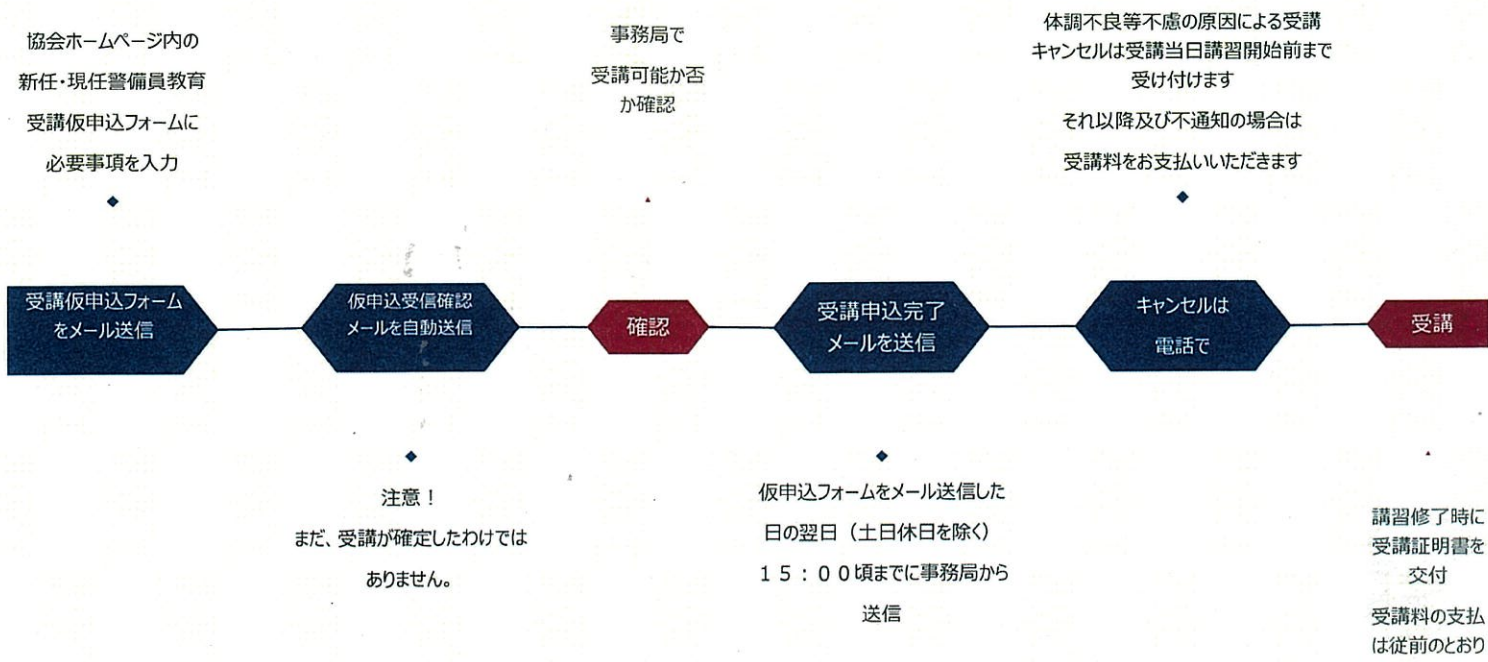 協会ホームページ内の
新任・現任警備員教育
受講仮申込フォームに
必要事項を入力
事務局で
受講可能か否
か確認
体調不良等不慮の原因による受講
キャンセルは受講当日講習開始前まで
受け付けます
それ以降及び不通知の場合は
受講料をお支払いいただきます
受講仮申込フォーム
をメール送信
仮申込受信確認
メールを自動送信
確認
受講申込完了
メールを送信
キャンセルは
電話で
受講
注意！
まだ、受講が確定したわけでは
ありません。
仮申込フォームをメール送信した
日の翌日（土日休日を除く）
１５：００頃までに事務局から
送信
講習修了時に
受講証明書を
交付
受講料の支払
は従前のとおり